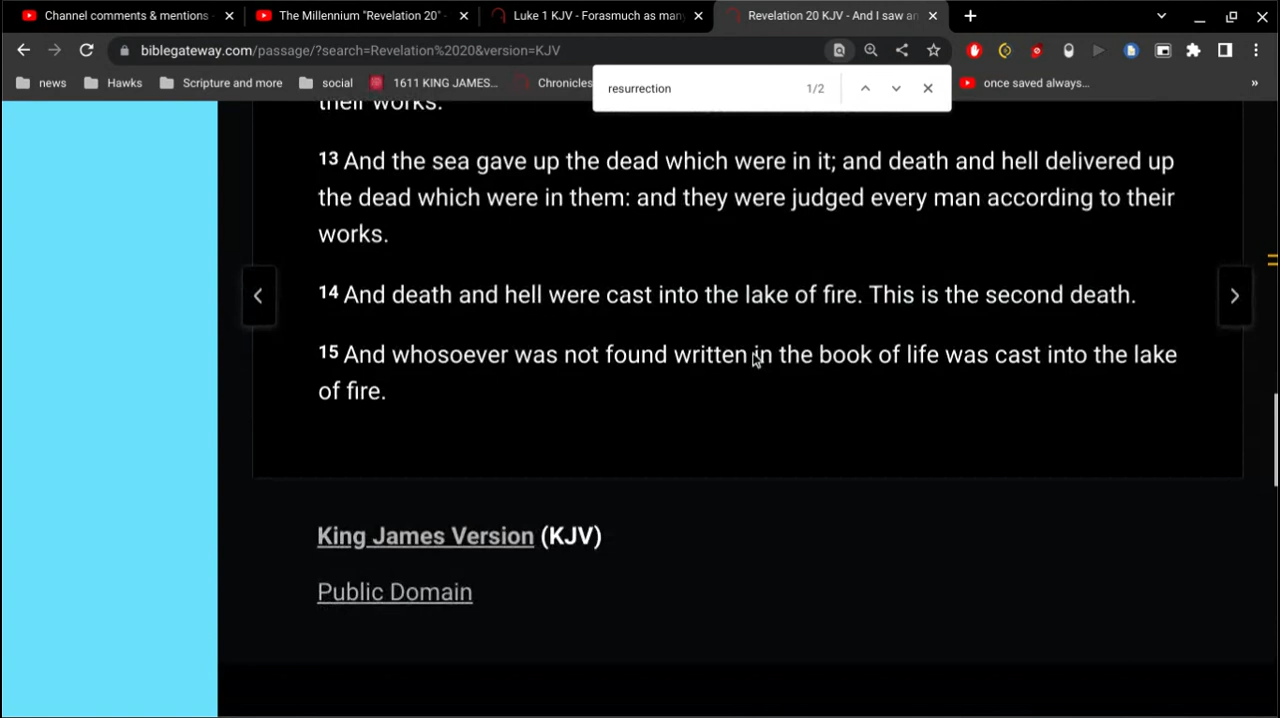 Channel comments & mentions
The Millennium "Revelation 20" -
Luke 1 KJV - Forasmuch as many
Revelation 20 KJV - And I saw an
biblegateway.com/passage/?search=Revelation%2020&version=KJV
news
Hawks
Scripture and more
social
1611 KING JAMES...
Chronicles
once saved always...
»
resurrection
1/2
their works.
13 And the sea gave up the dead which were in it; and death and hell delivered up
the dead which were in them: and they were judged every man according to their
works.
14 And death and hell were cast into the lake of fire. This is the second death.
15 And whosoever was not found written in the book of life was cast into the lake
of fire.
King James Version (KJV)
Public Domain